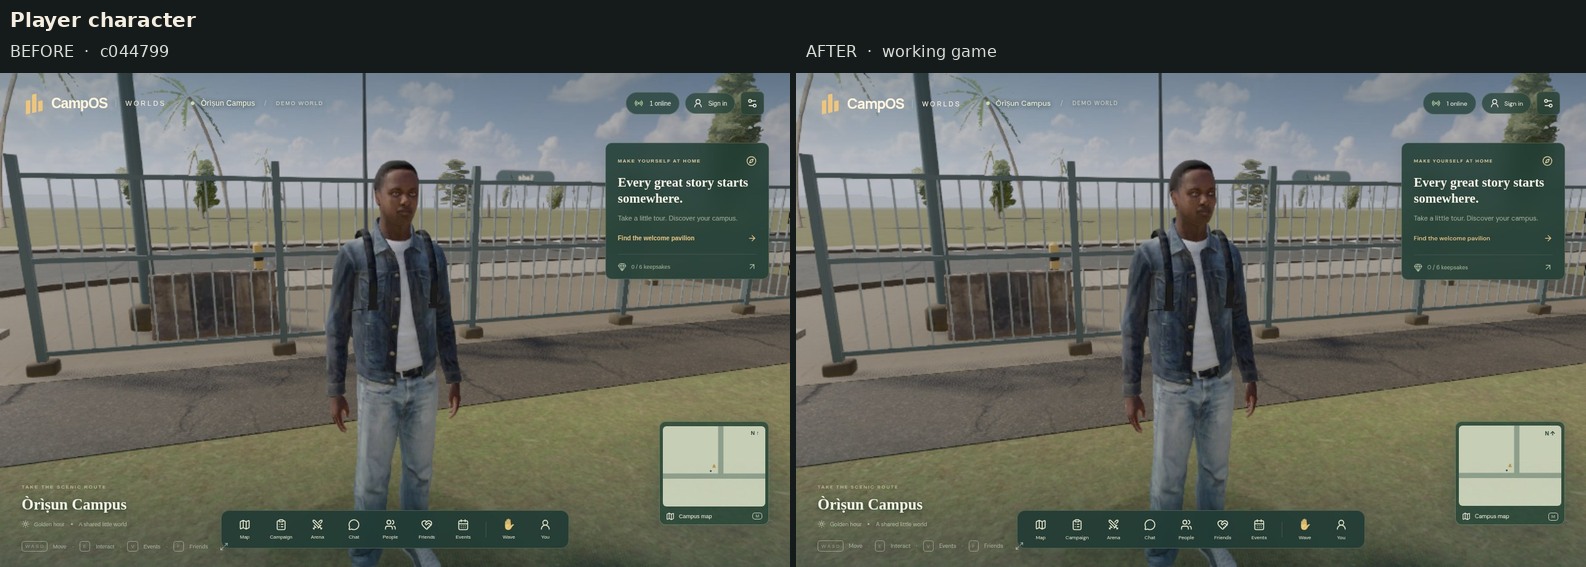 Player character
BEFORE · c044799
AFTER · working game
CampOS
WORLDS
Òrìṣun Campus / DEMO WORLD
1 online
Sign in
MAKE YOURSELF AT HOME
Every great story starts
somewhere.
Take a little tour. Discover your campus.
Find the welcome pavilion
0 / 6 keepsakes
N ↑
Campus map
M
TAKE THE SCENIC ROUTE
Òrìṣun Campus
Golden hour • A shared little world
Move Interact Events Friends
Map Campaign Arena Chat People Friends Events Wave You
CampOS
WORLDS
Òrìṣun Campus / DEMO WORLD
1 online
Sign in
MAKE YOURSELF AT HOME
Every great story starts
somewhere.
Take a little tour. Discover your campus.
Find the welcome pavilion
0 / 6 keepsakes
N ↑
Campus map
M
TAKE THE SCENIC ROUTE
Òrìṣun Campus
Golden hour • A shared little world
Move Interact Events Friends
Map Campaign Arena Chat People Friends Events Wave You